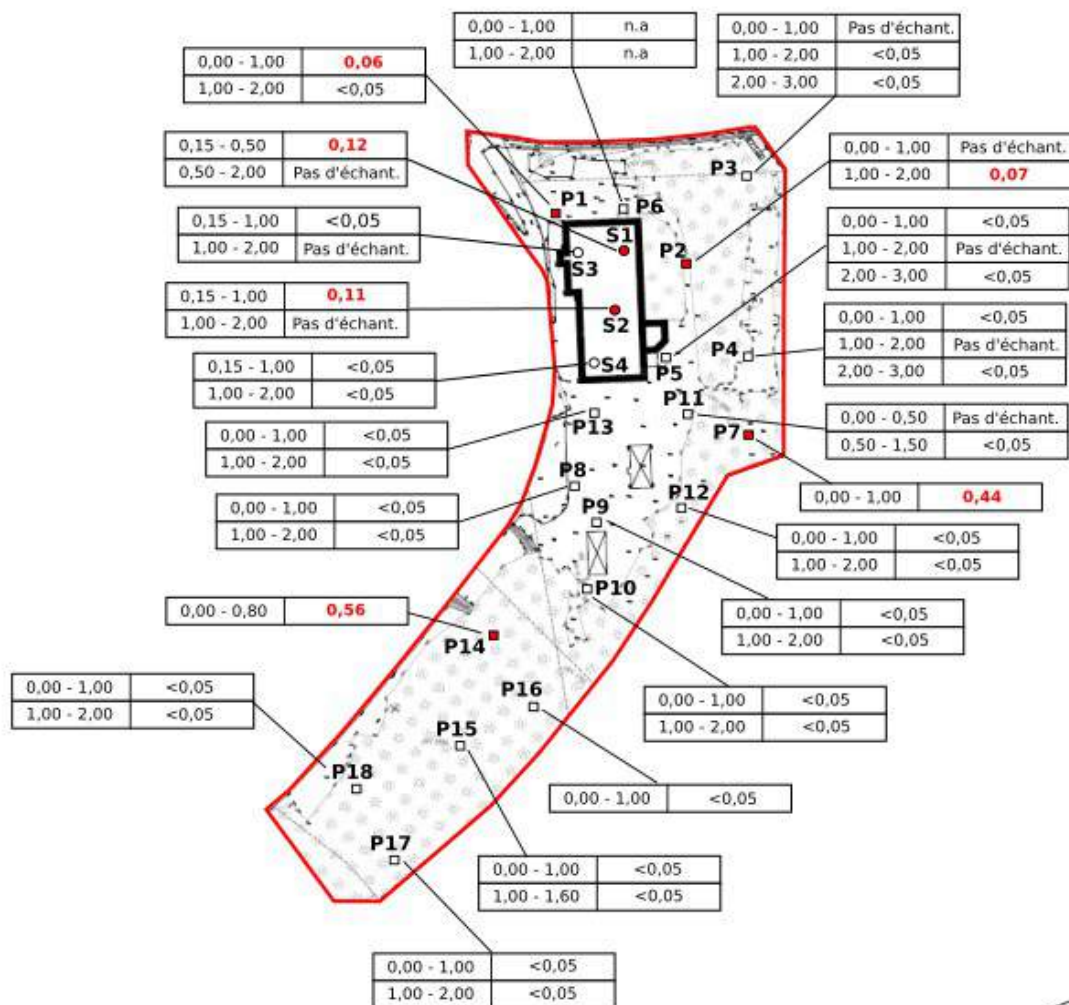 0,00 - 1,00 n.a
1,00 - 2,00 n.a
0,00 - 1,00 Pas d'échant.
1,00 - 2,00 <0,05
2,00 - 3,00 <0,05
0,00 - 1,00 0,06
1,00 - 2,00 <0,05
0,15 - 0,50 0,12
0,50 - 2,00 Pas d'échant.
0,00 - 1,00 Pas d'échant.
1,00 - 2,00 0,07
P3
P1
P6
0,15 - 1,00 <0,05
1,00 - 2,00 Pas d'échant.
0,00 - 1,00 <0,05
1,00 - 2,00 Pas d'échant.
2,00 - 3,00 <0,05
S1
S3
P2
0,15 - 1,00 0,11
1,00 - 2,00 Pas d'échant.
S2
0,00 - 1,00 <0,05
1,00 - 2,00 Pas d'échant.
2,00 - 3,00 <0,05
S4
P5
P4
0,15 - 1,00 <0,05
1,00 - 2,00 <0,05
P11
0,00 - 0,50 Pas d'échant.
0,50 - 1,50 <0,05
0,00 - 1,00 <0,05
1,00 - 2,00 <0,05
P13
P7
P8
0,00 - 1,00 0,44
0,00 - 1,00 <0,05
1,00 - 2,00 <0,05
P9
P12
0,00 - 1,00 <0,05
1,00 - 2,00 <0,05
P10
0,00 - 0,80 0,56
0,00 - 1,00 <0,05
1,00 - 2,00 <0,05
P14
0,00 - 1,00 <0,05
1,00 - 2,00 <0,05
P16
0,00 - 1,00 <0,05
1,00 - 2,00 <0,05
P15
P18
0,00 - 1,00 <0,05
P17
0,00 - 1,00 <0,05
1,00 - 1,60 <0,05
0,00 - 1,00 <0,05
1,00 - 2,00 <0,05